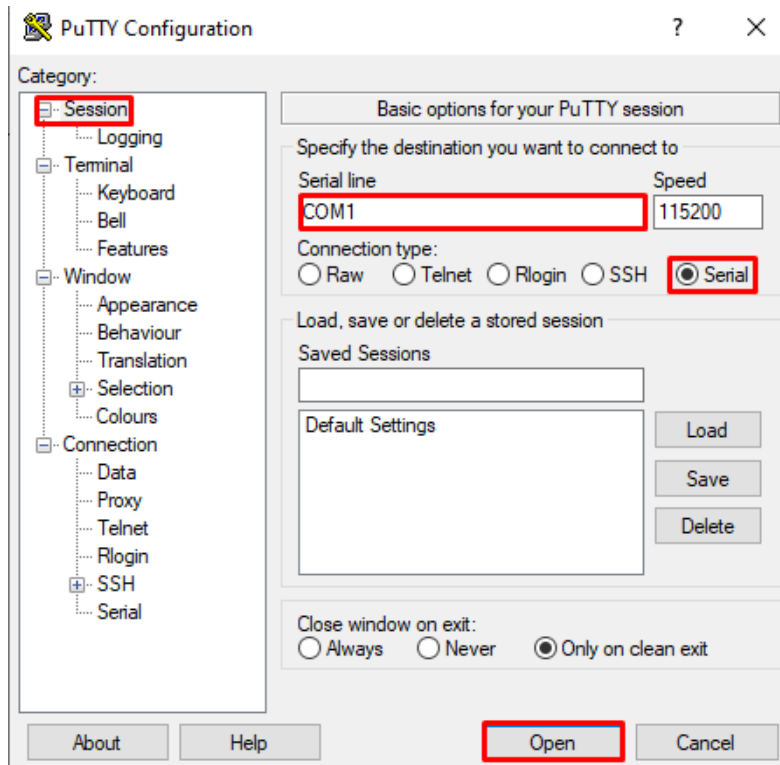 PuTTY Configuration
?
Category:
Session
Logging
Terminal
Keyboard
Bell
Features
Window
Appearance
Behaviour
Translation
Selection
Colours
Connection
Data
Proxy
Telnet
Rlogin
SSH
Serial
Basic options for your PuTTY session
Specify the destination you want to connect to
Serial line Speed
COM1 115200
Connection type:
Raw Telnet Rlogin SSH Serial
Load, save or delete a stored session
Saved Sessions
Default Settings
Load
Save
Delete
Close window on exit:
Always Never Only on clean exit
About Help Open Cancel